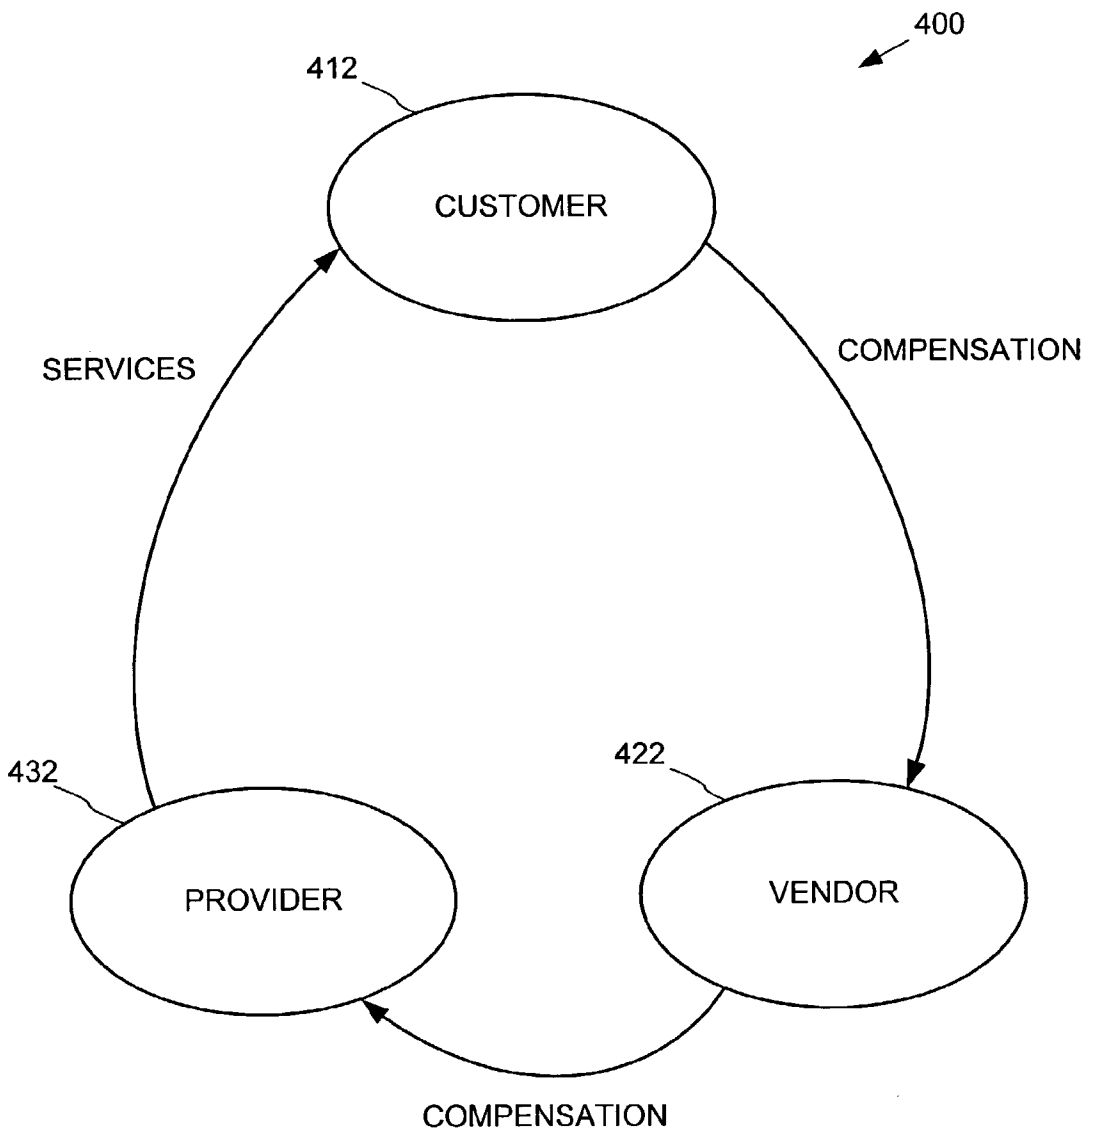 400
412
CUSTOMER
COMPENSATION
SERVICES
422
432
VENDOR
PROVIDER
COMPENSATION